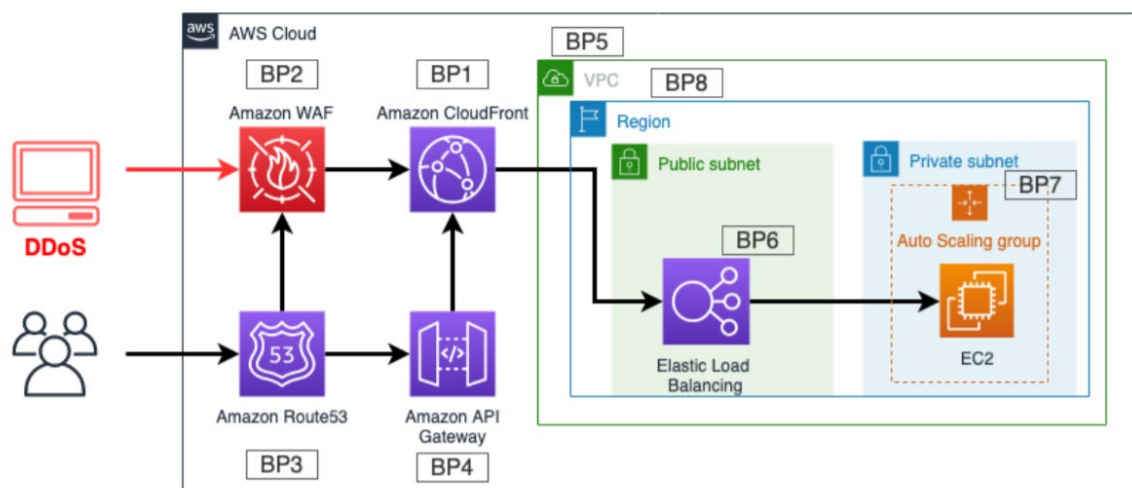 aws
AWS Cloud
BP5
BP2
BP1
VPC
BP8
Amazon WAF
Amazon CloudFront
Region
Public subnet
Private subnet
BP7
DDoS
BP6
Auto Scaling group
53
</>
Elastic Load
Balancing
EC2
Amazon Route53
Amazon API
Gateway
BP3
BP4